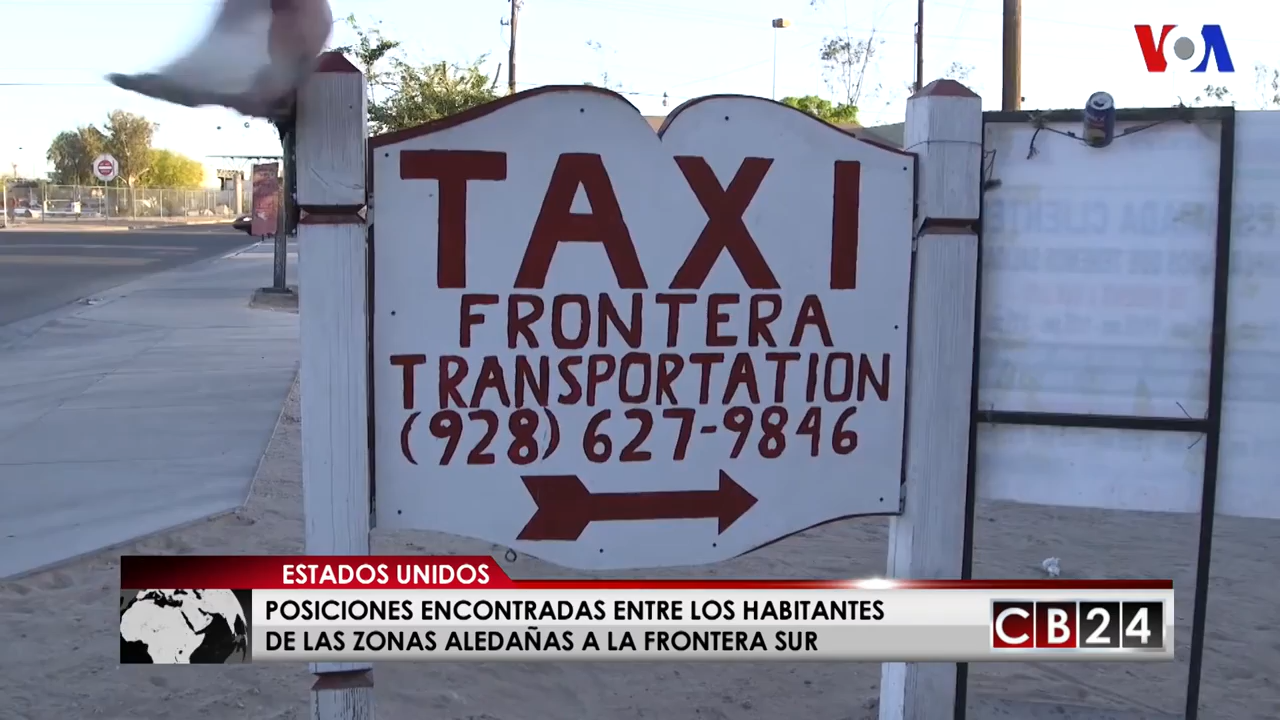 VOA
TAXI
FRONTERA
TRANSPORTATION
(928) 627-9846
ESTADOS UNIDOS
POSICIONES ENCONTRADAS ENTRE LOS HABITANTES
DE LAS ZONAS ALEDAÑAS A LA FRONTERA SUR
CB24